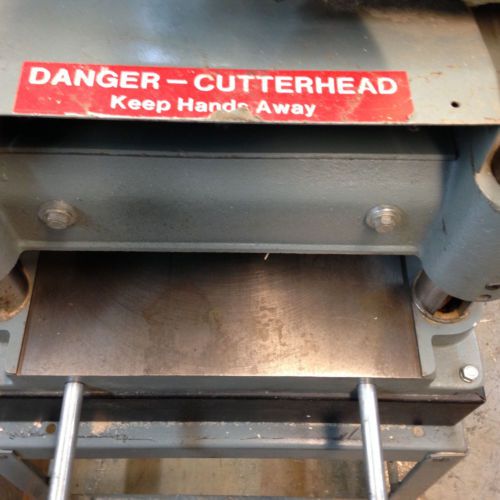 DANGER – CUTTERHEAD
Keep Hands Away